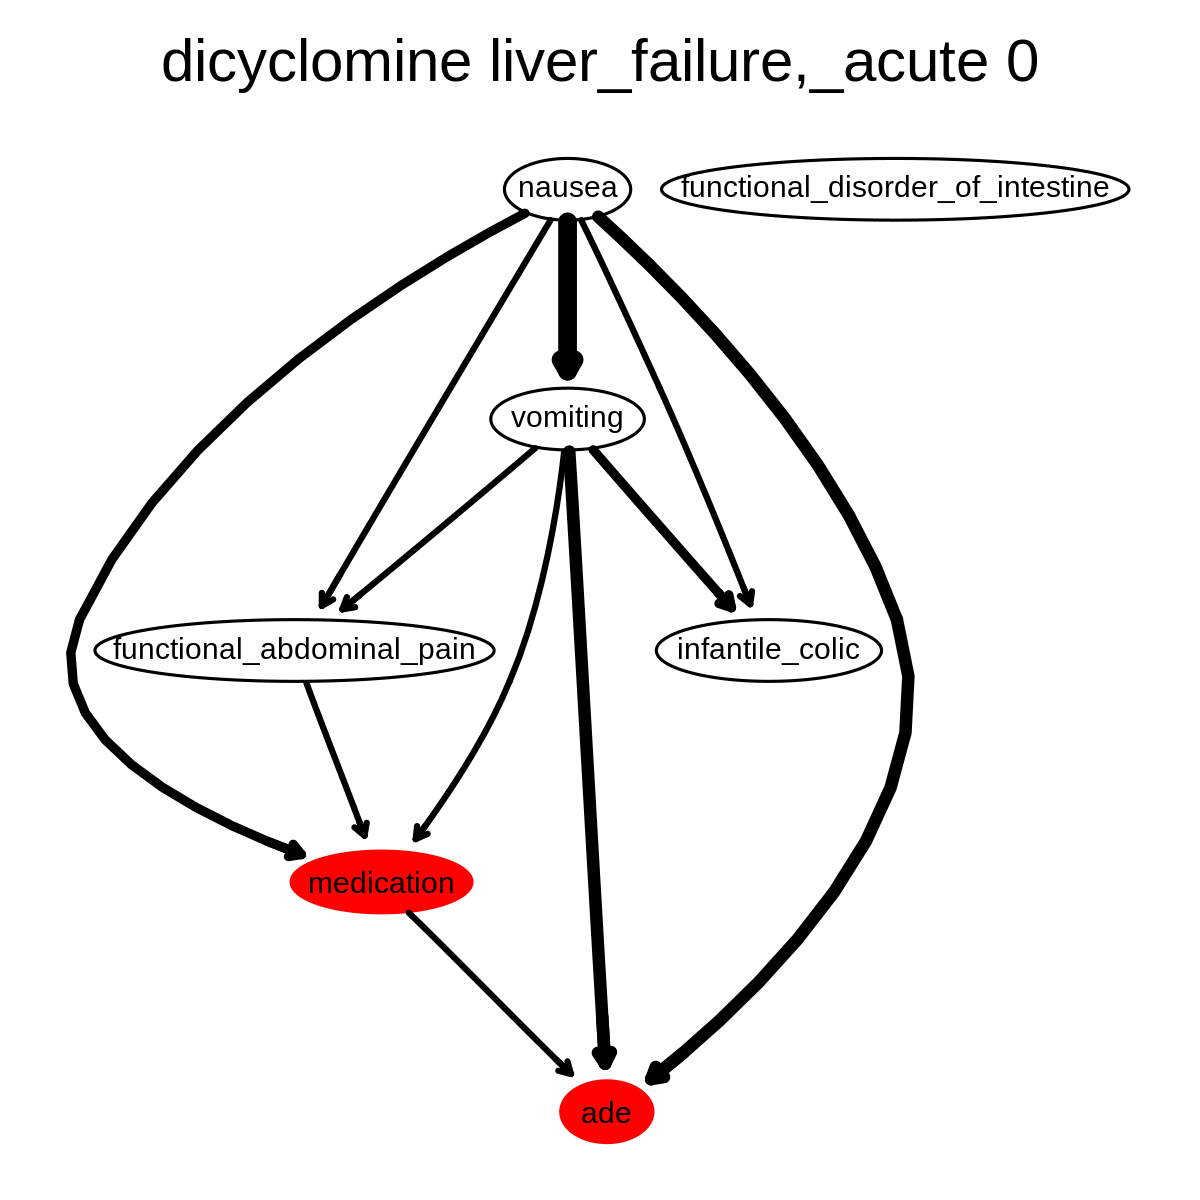 dicyclomine liver_failure,_acute 0
nausea
functional_disorder_of_intestine
vomiting
functional_abdominal_pain
infantile_colic
medication
ade